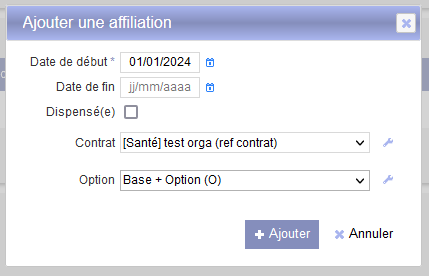 Ajouter une affiliation
Date de début * 01/01/2024
Date de fin jj/mm/aaaa
Dispensé(e)
Contrat [Santé] test orga (ref contrat)
Option Base + Option (O)
Ajouter Annuler